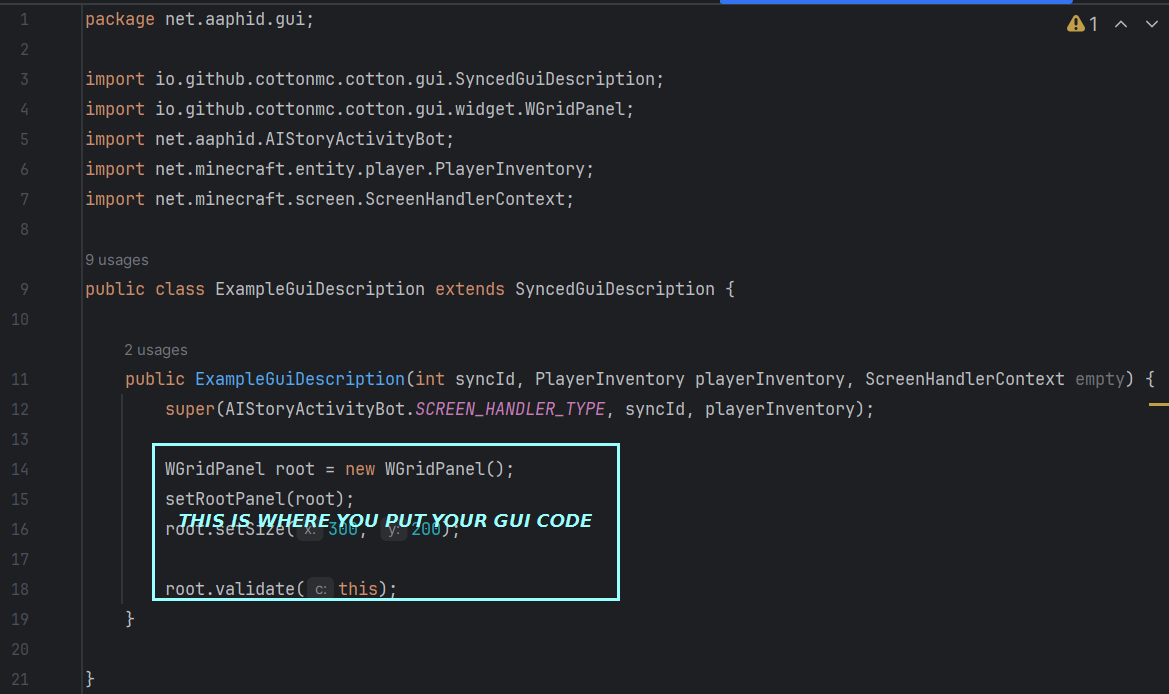 1 package net.aaphid.gui;
⚠ 1
2
3 import io.github.cottonmc.cotton.gui.SyncedGuiDescription;
4 import io.github.cottonmc.cotton.gui.widget.WGridPanel;
5 import net.aaphid.AIStoryActivityBot;
6 import net.minecraft.entity.player.PlayerInventory;
7 import net.minecraft.screen.ScreenHandlerContext;
8
9 usages
9 public class ExampleGuiDescription extends SyncedGuiDescription {
10
2 usages
11 public ExampleGuiDescription(int syncId, PlayerInventory playerInventory, ScreenHandlerContext empty) {
12 super(AIStoryActivityBot.SCREEN_HANDLER_TYPE, syncId, playerInventory);
13
14 WGridPanel root = new WGridPanel();
15 setRootPanel(root);
THIS IS WHERE YOU PUT YOUR GUI CODE
16 root.setSize( x: 300, y: 200);
17
18 root.validate( c: this);
19 }
20
21 }